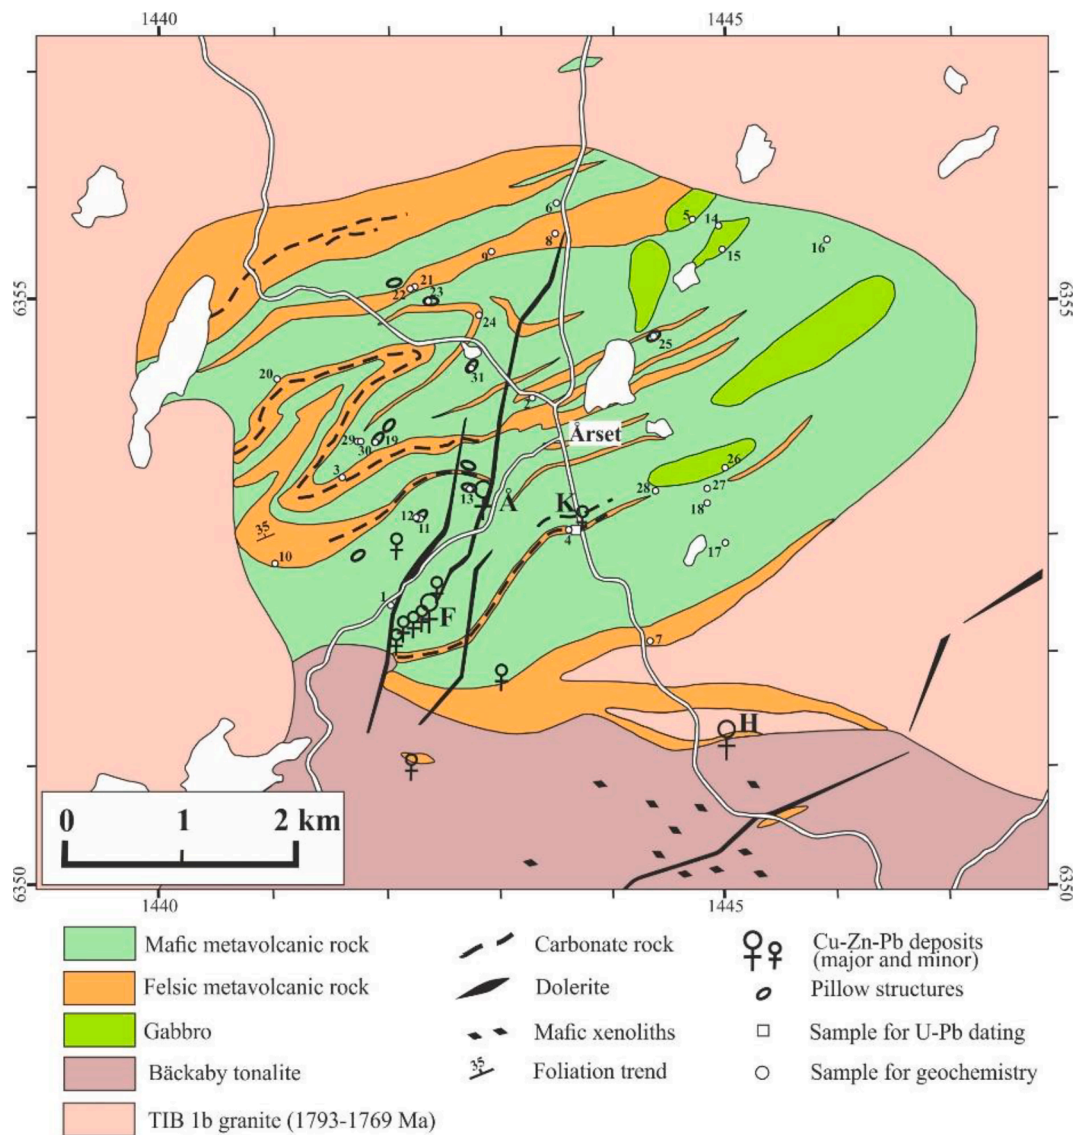 1440
1445
6355
6355
5
14
6
8
16
15
9
21
22
23
24
25
20
31
2
Årset
29
19
30
3
26
27
28
18
13
Å
K
12
11
4
35
10
17
1
F
7
H
0 1 2 km
6350
6350
1440
1445
Mafic metavolcanic rock
Felsic metavolcanic rock
Gabbro
Bäckaby tonalite
TIB 1b granite (1793-1769 Ma)
Carbonate rock
Dolerite
Mafic xenoliths
35
Foliation trend
Cu-Zn-Pb deposits
(major and minor)
Pillow structures
Sample for U-Pb dating
Sample for geochemistry